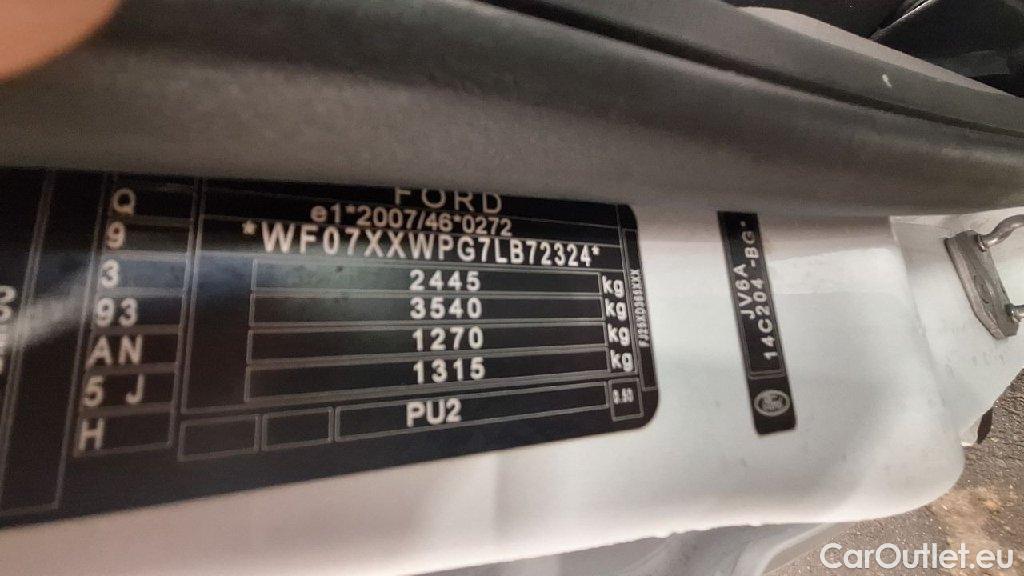 FORD
e1*2007/46*0272
*WF07XXWPG7LB72324*
2445 kg
3540 kg
1270 kg
1315 kg
PU2
Q
9
3
93
AN
5 J
H
JV6A
14C204 -BG*
CarOutlet.eu